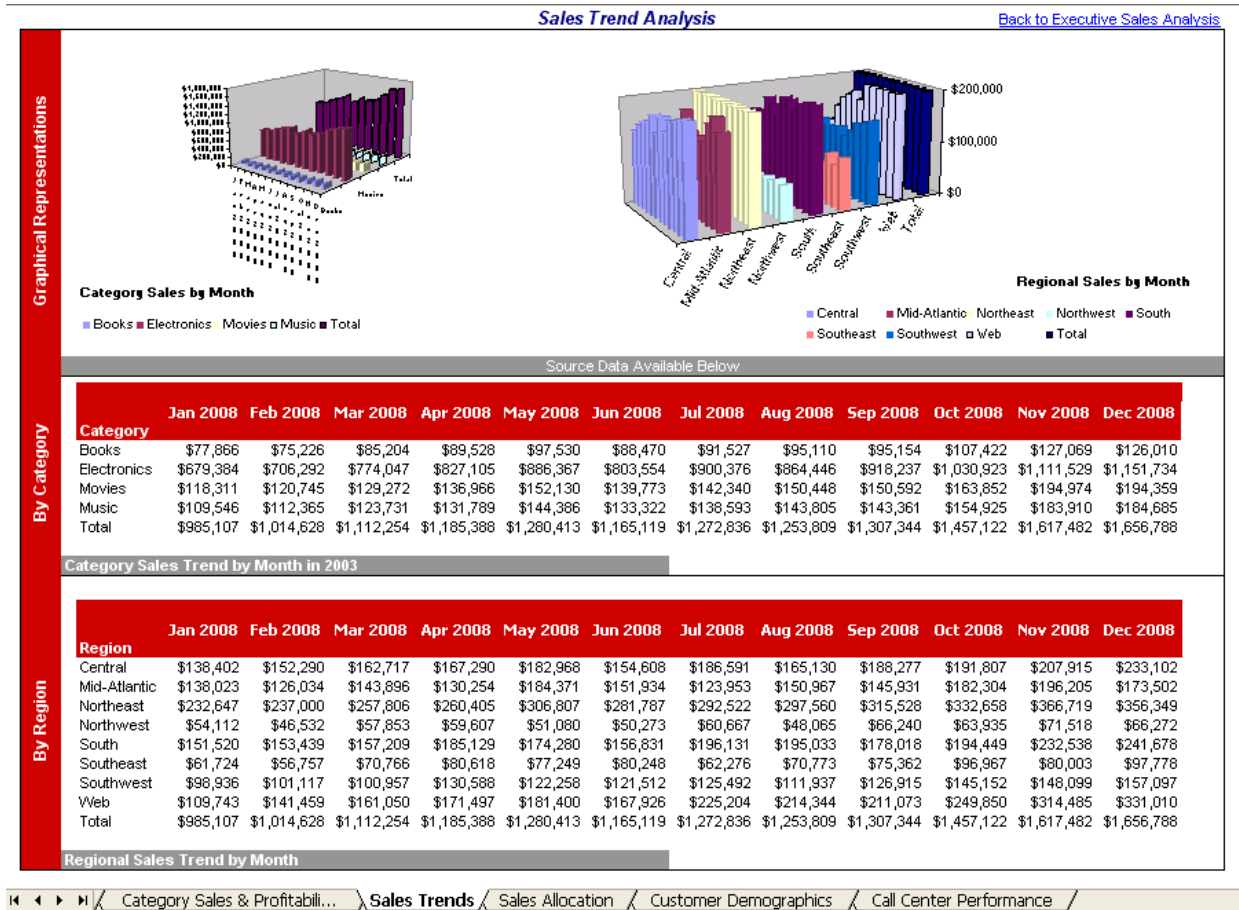 Sales Trend Analysis
Back to Executive Sales Analysis
Graphical Representations
$200,000
$0
Books
Movies
Total
Category Sales by Month
Books Electronics Movies Music Total
$200,000
$100,000
$0
Central
Mid-Atlantic
Northeast
Northwest
South
Southeast
Southwest
Web
Total
Regional Sales by Month
Central Mid-Atlantic Northeast Northwest South
Southeast Southwest Web Total
Source Data Available Below
By Category
Category Jan 2008 Feb 2008 Mar 2008 Apr 2008 May 2008 Jun 2008 Jul 2008 Aug 2008 Sep 2008 Oct 2008 Nov 2008 Dec 2008
Books $77,866 $75,226 $85,204 $89,528 $97,530 $88,470 $91,527 $95,110 $95,154 $107,422 $127,069 $126,010
Electronics $679,384 $706,292 $774,047 $827,105 $886,367 $803,554 $900,376 $864,446 $918,237 $1,030,923 $1,111,529 $1,151,734
Movies $118,311 $120,745 $129,272 $136,966 $152,130 $139,773 $142,340 $150,448 $150,592 $163,852 $194,974 $194,359
Music $109,546 $112,365 $123,731 $131,789 $144,386 $133,322 $138,593 $143,805 $143,361 $154,925 $183,910 $184,685
Total $985,107 $1,014,628 $1,112,254 $1,185,388 $1,280,413 $1,165,119 $1,272,836 $1,253,809 $1,307,344 $1,457,122 $1,617,482 $1,656,788
Category Sales Trend by Month in 2003
By Region
Region Jan 2008 Feb 2008 Mar 2008 Apr 2008 May 2008 Jun 2008 Jul 2008 Aug 2008 Sep 2008 Oct 2008 Nov 2008 Dec 2008
Central $138,402 $152,290 $162,717 $167,290 $182,968 $154,608 $186,591 $165,130 $188,277 $191,807 $207,915 $233,102
Mid-Atlantic $138,023 $126,034 $143,896 $130,254 $184,371 $151,934 $123,953 $150,967 $145,931 $182,304 $196,205 $173,502
Northeast $232,647 $237,000 $257,806 $260,405 $306,807 $281,787 $292,522 $297,560 $315,528 $332,658 $366,719 $356,349
Northwest $54,112 $46,532 $57,853 $59,607 $51,080 $50,273 $60,667 $48,065 $66,240 $63,935 $71,518 $66,272
South $151,520 $153,439 $157,209 $185,129 $174,280 $156,831 $196,131 $195,033 $178,018 $194,449 $232,538 $241,678
Southeast $61,724 $56,757 $70,766 $80,618 $77,249 $80,248 $62,276 $70,773 $75,362 $96,967 $80,003 $97,778
Southwest $98,936 $101,117 $100,957 $130,588 $122,258 $121,512 $125,492 $111,937 $126,915 $145,152 $148,099 $157,097
Web $109,743 $141,459 $161,050 $171,497 $181,400 $167,926 $225,204 $214,344 $211,073 $249,850 $314,485 $331,010
Total $985,107 $1,014,628 $1,112,254 $1,185,388 $1,280,413 $1,165,119 $1,272,836 $1,253,809 $1,307,344 $1,457,122 $1,617,482 $1,656,788
Regional Sales Trend by Month
Category Sales & Profitabili... Sales Trends Sales Allocation Customer Demographics Call Center Performance